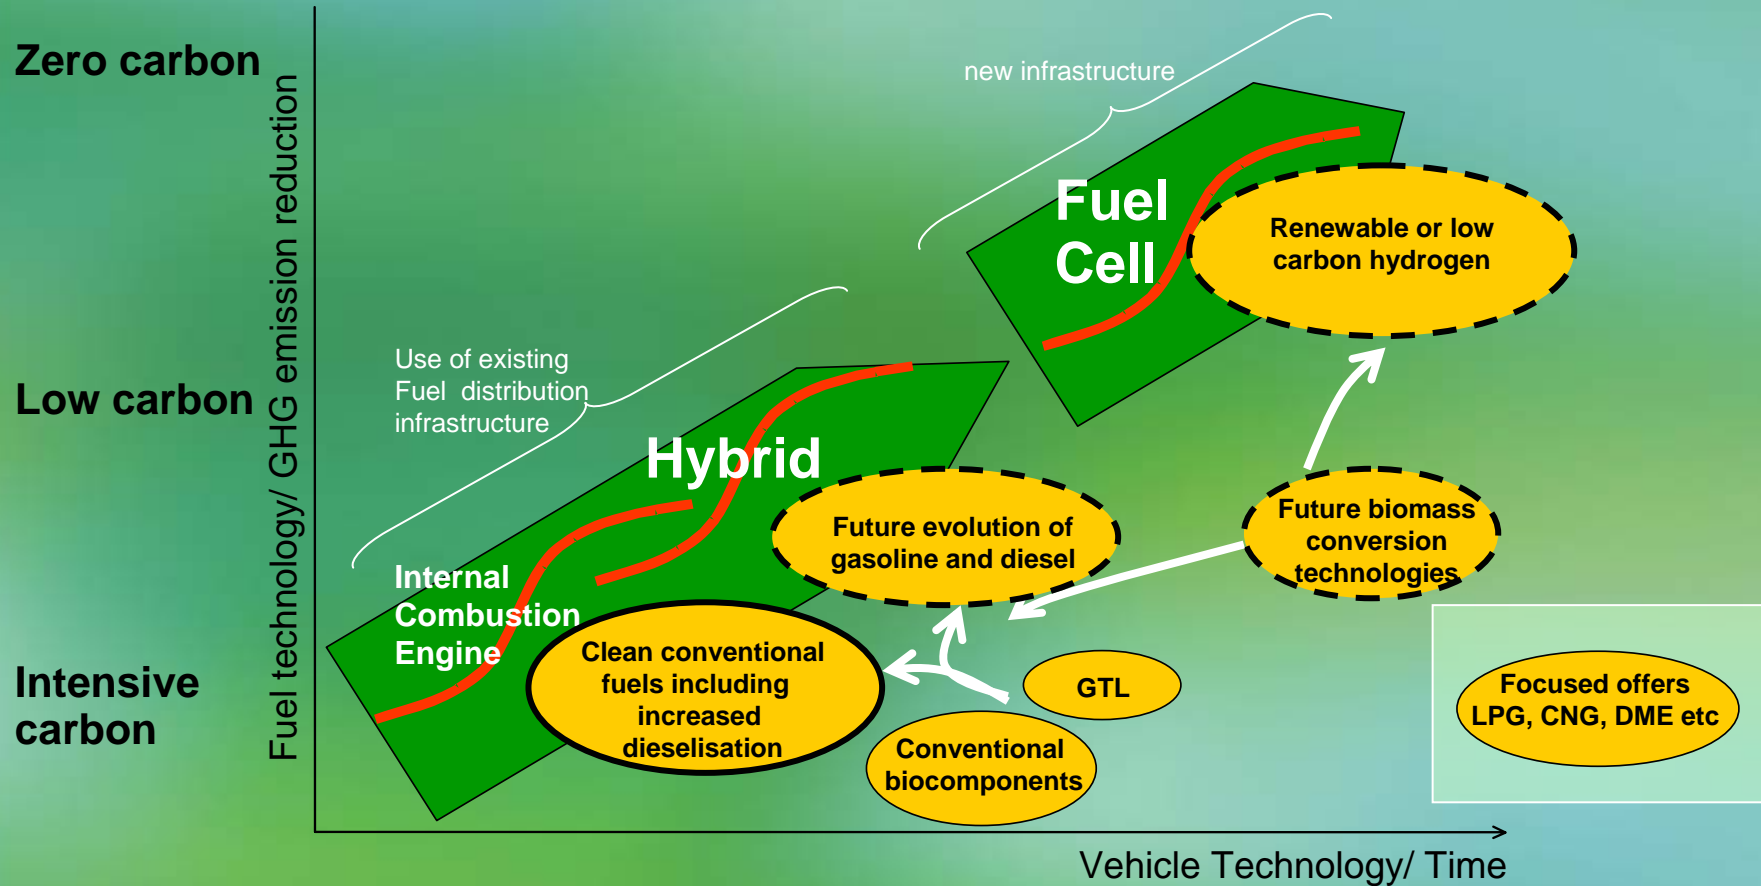 Zero carbon
Low carbon
Intensive
carbon
Fuel technology/ GHG emission reduction
new infrastructure
Fuel
Cell
Renewable or low
carbon hydrogen
Use of existing
Fuel distribution
infrastructure
Hybrid
Internal
Combustion
Engine
Future evolution of
gasoline and diesel
Future biomass
conversion
technologies
Clean conventional
fuels including
increased
dieselisation
GTL
Conventional
biocomponents
Focused offers
LPG, CNG, DME etc
Vehicle Technology/ Time